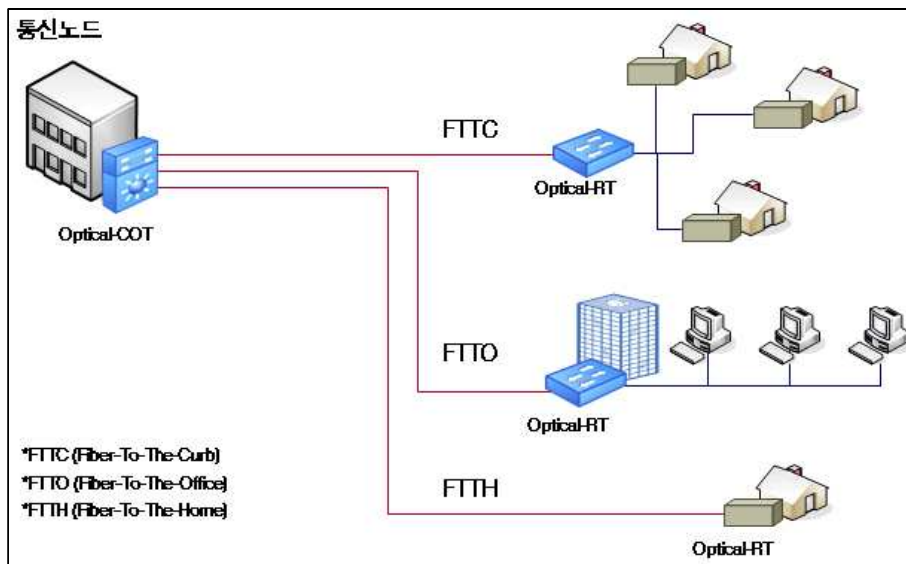 통신노드
FTTC
Optical-RT
Optical-COT
FTTO
Optical-RT
*FTTC (Fiber-To-The-Curb)
*FTTO (Fiber-To-The-Office)
*FTTH (Fiber-To-The-Home)
FTTH
Optical-RT